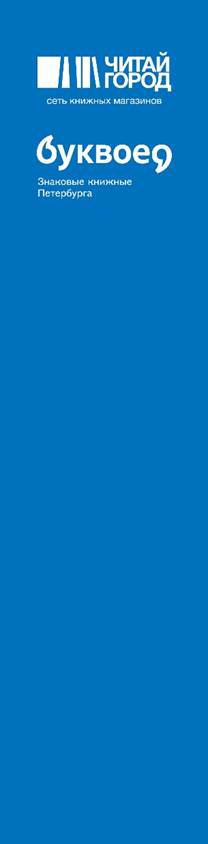 ЧИТАЙ
ГОРОД
сеть книжных магазинов
буквоед
Знаковые книжные
Петербурга